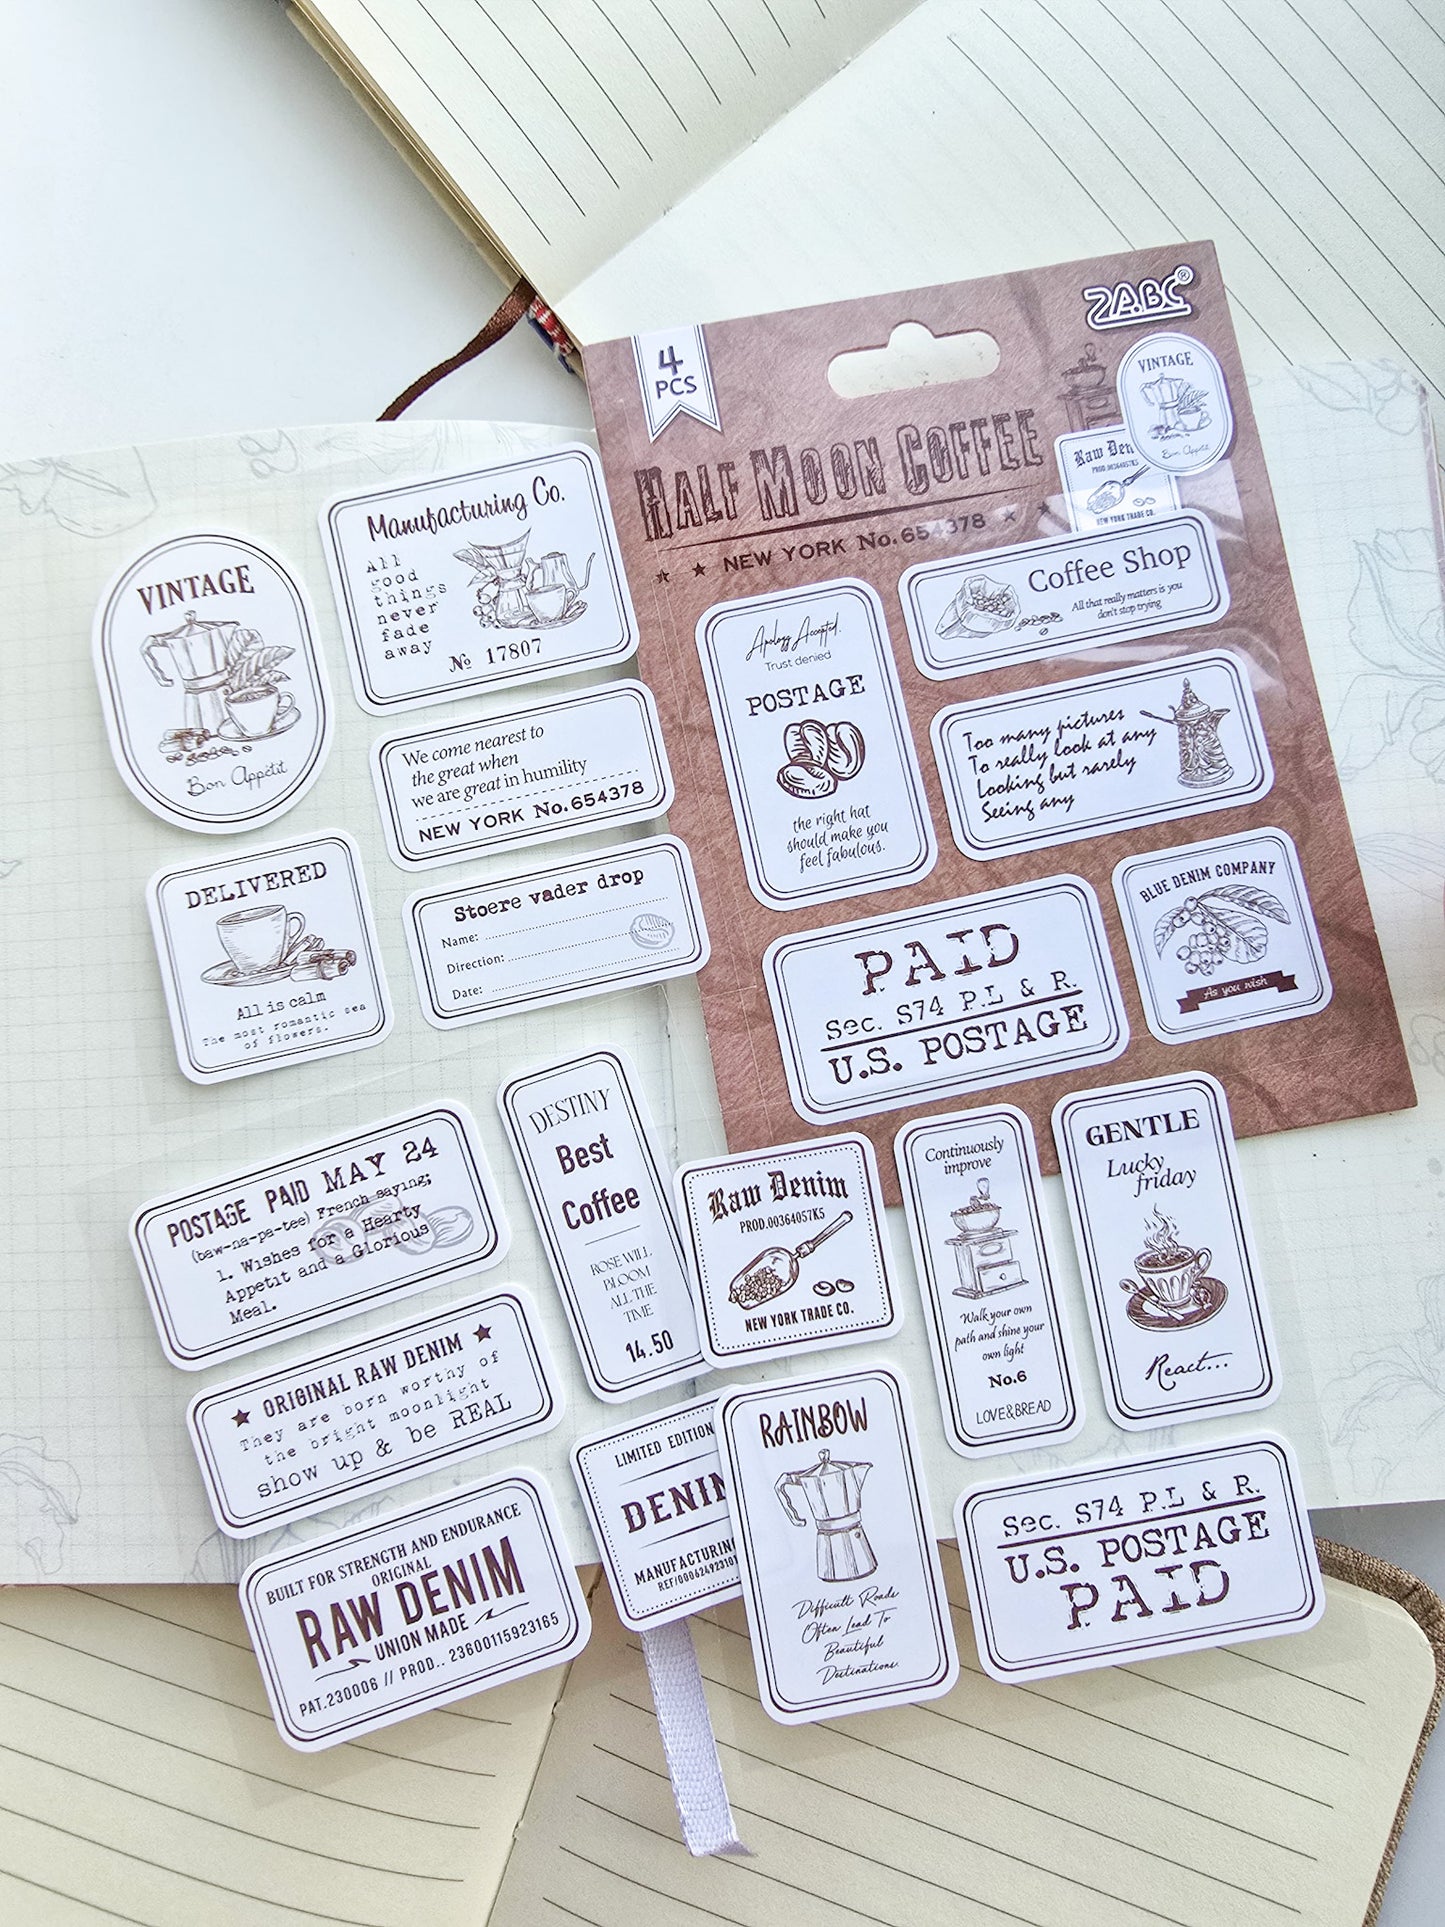 ZABC®
4
PCS
HALF MOON COFFEE
NEW YORK No.654378
VINTAGE
Bon Appétit
Raw Den
PROD.00364057K5
NEW YORK TRADE CO.
Coffee Shop
All that really matters is you
don't stop trying
Apology Accepted.
Trust denied
POSTAGE
the right hat
should make you
feel fabulous.
Too many pictures
To really look at any
Looking but rarely
Seeing any
PAID
Sec. S74 P.L & R.
U.S. POSTAGE
BLUE DENIM COMPANY
As you wish
Manufacturing Co.
All
good
things
never
fade
away
№ 17807
VINTAGE
Bon Appétit
We come nearest to
the great when
we are great in humility
NEW YORK No.654378
DELIVERED
All is calm
The most romantic sea
of flowers.
Stoere vader drop
Name:
Direction:
Date:
POSTAGE PAID MAY 24
(baw-na-pa-tee) French saying;
1. Wishes for a Hearty
Appetit and a Glorious
Meal.
DESTINY
Best
Coffee
ROSE WILL
BLOOM
ALL THE
TIME
14.50
Raw Denim
PROD.00364057K5
NEW YORK TRADE CO.
Continuously
improve
Walk your own
path and shine your
own light
No.6
LOVE&BREAD
GENTLE
Lucky
friday
React...
ORIGINAL RAW DENIM
They are born worthy of
the bright moonlight
show up & be REAL
BUILT FOR STRENGTH AND ENDURANCE
ORIGINAL
RAW DENIM
UNION MADE
PAT.230006 // PROD.. 23600115923165
LIMITED EDITION
DENIM
MANUFACTURING
REF/0006249231
RAINBOW
Difficult Roads
Often Lead To
Beautiful
Destinations.
Sec. S74 P.L & R.
U.S. POSTAGE
PAID